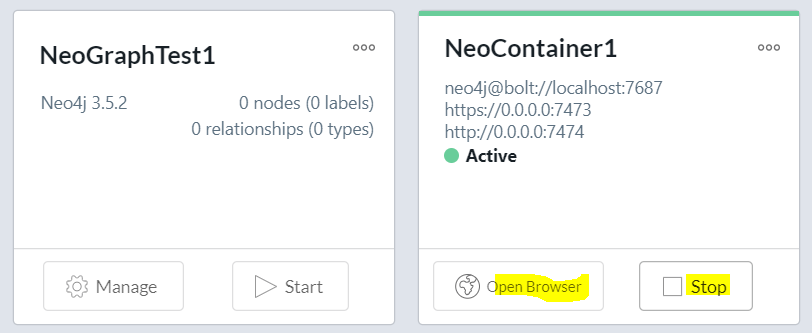 NeoGraphTest1
Neo4j 3.5.2
0 nodes (0 labels)
0 relationships (0 types)
Manage
Start
NeoContainer1
neo4j@bolt://localhost:7687
https://0.0.0.0:7473
http://0.0.0.0:7474
Active
Open Browser
Stop